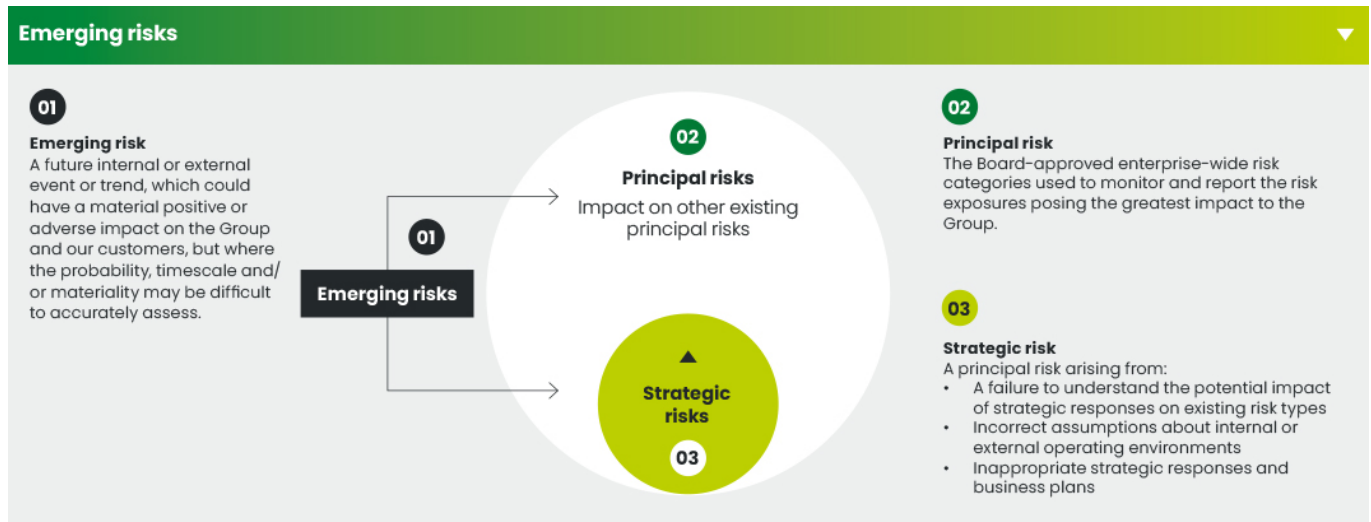 Emerging risks
01
Emerging risk
A future internal or external
event or trend, which could
have a material positive or
adverse impact on the Group
and our customers, but where
the probability, timescale and/
or materiality may be difficult
to accurately assess.
01
Emerging risks
02
Principal risks
Impact on other existing
principal risks
Strategic
risks
03
02
Principal risk
The Board-approved enterprise-wide risk
categories used to monitor and report the risk
exposures posing the greatest impact to the
Group.
03
Strategic risk
A principal risk arising from:
• A failure to understand the potential impact
of strategic responses on existing risk types
• Incorrect assumptions about internal or
external operating environments
• Inappropriate strategic responses and
business plans